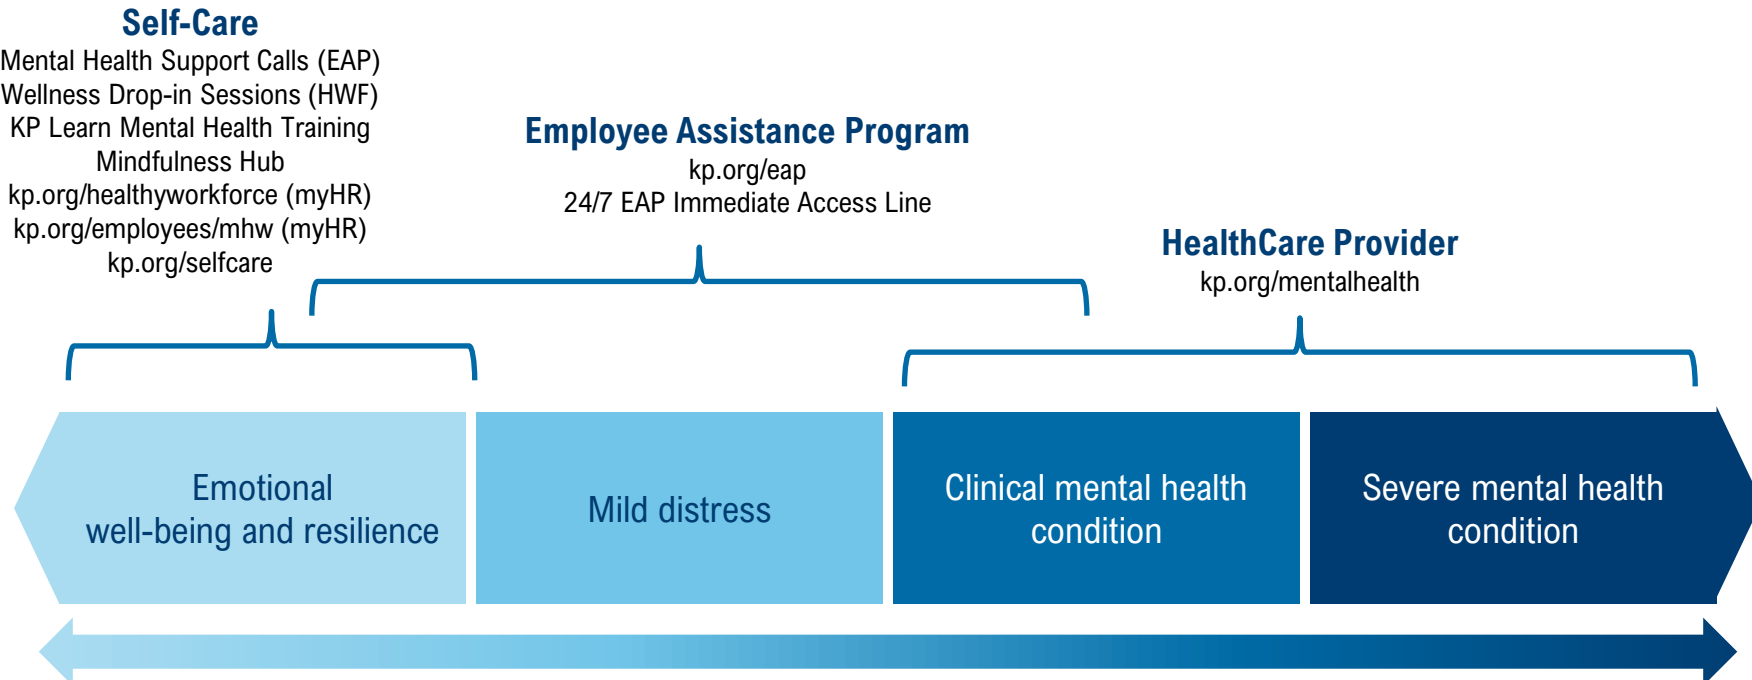 Self-Care
Mental Health Support Calls (EAP)
Wellness Drop-in Sessions (HWF)
KP Learn Mental Health Training
Mindfulness Hub
kp.org/healthyworkforce (myHR)
kp.org/employees/mhw (myHR)
kp.org/selfcare
Employee Assistance Program
kp.org/eap
24/7 EAP Immediate Access Line
HealthCare Provider
kp.org/mentalhealth
Emotional
well-being and resilience
Mild distress
Clinical mental health
condition
Severe mental health
condition